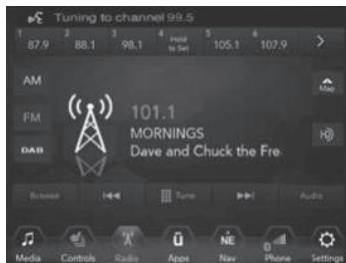 Tuning to channel 99.5
1 87.9 2 88.1 3 98.1 4 Hold to Set 5 105.1 6 107.9
AM
Map
FM
101.1
MORNINGS
DAB
Dave and Chuck the Fre
Browse Tune Audio
NE
Media Controls Radio Apps Nav Phone Settings